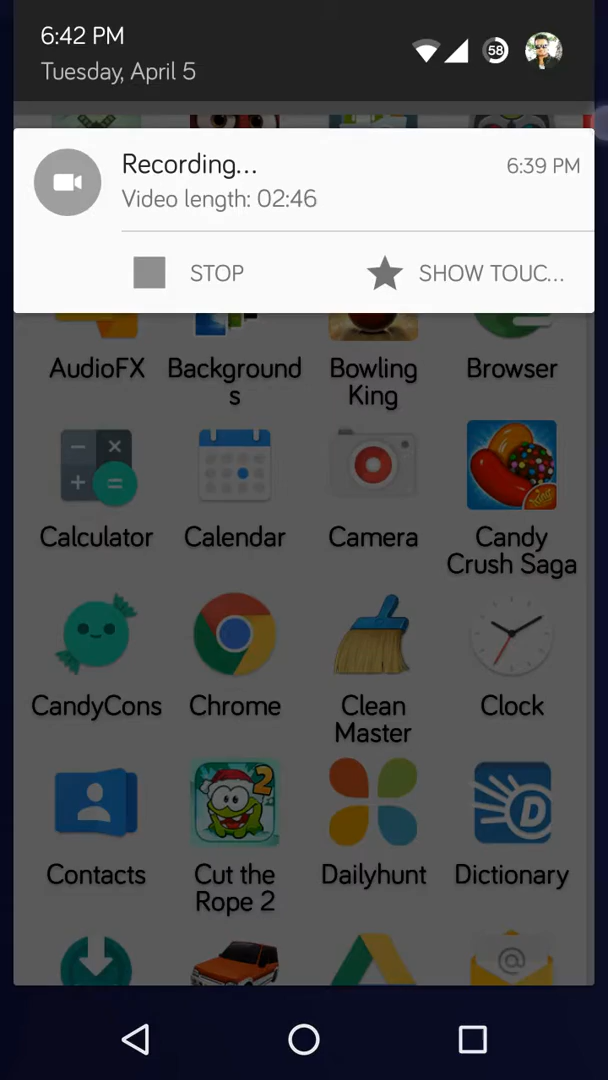 6:42 PM
58
Tuesday, April 5
Recording...
6:39 PM
Video length: 02:46
STOP
SHOW TOUC...
AudioFX
Background
s
Bowling
King
Browser
Calculator
Calendar
Camera
King
Candy
Crush Saga
CandyCons
Chrome
Clean
Master
Clock
2
D
Contacts
Cut the
Rope 2
Dailyhunt
Dictionary
@